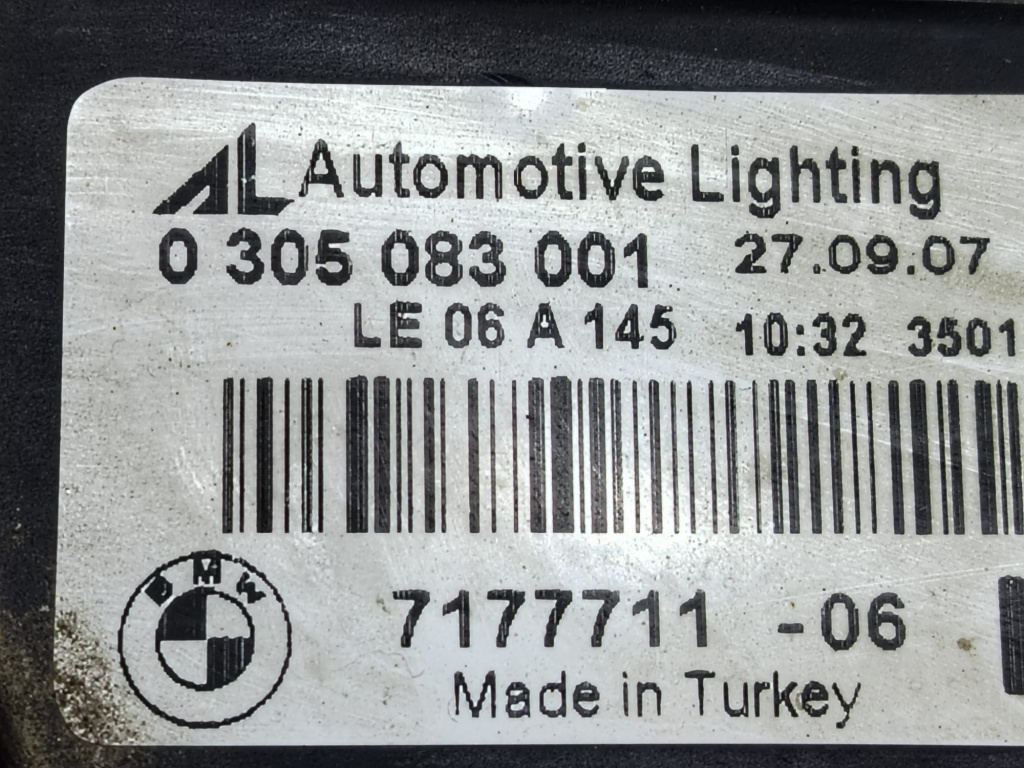 AL Automotive Lighting
0 305 083 001 27.09.07
LE 06 A 145 10:32 3501
BMW
7177711 -06
Made in Turkey